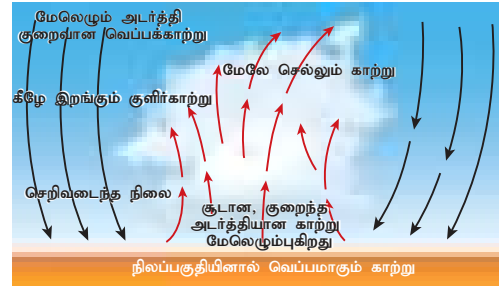 மேலெழும் அடர்த்தி
குறைவான வெப்பக்காற்று
மேலே செல்லும் காற்று
கீழே இறங்கும் குளிர்காற்று
செறிவடைந்த நிலை
சூடான, குறைந்த
அடர்த்தியான காற்று
மேலெழும்புகிறது
நிலப்பகுதியினால் வெப்பமாகும் காற்று